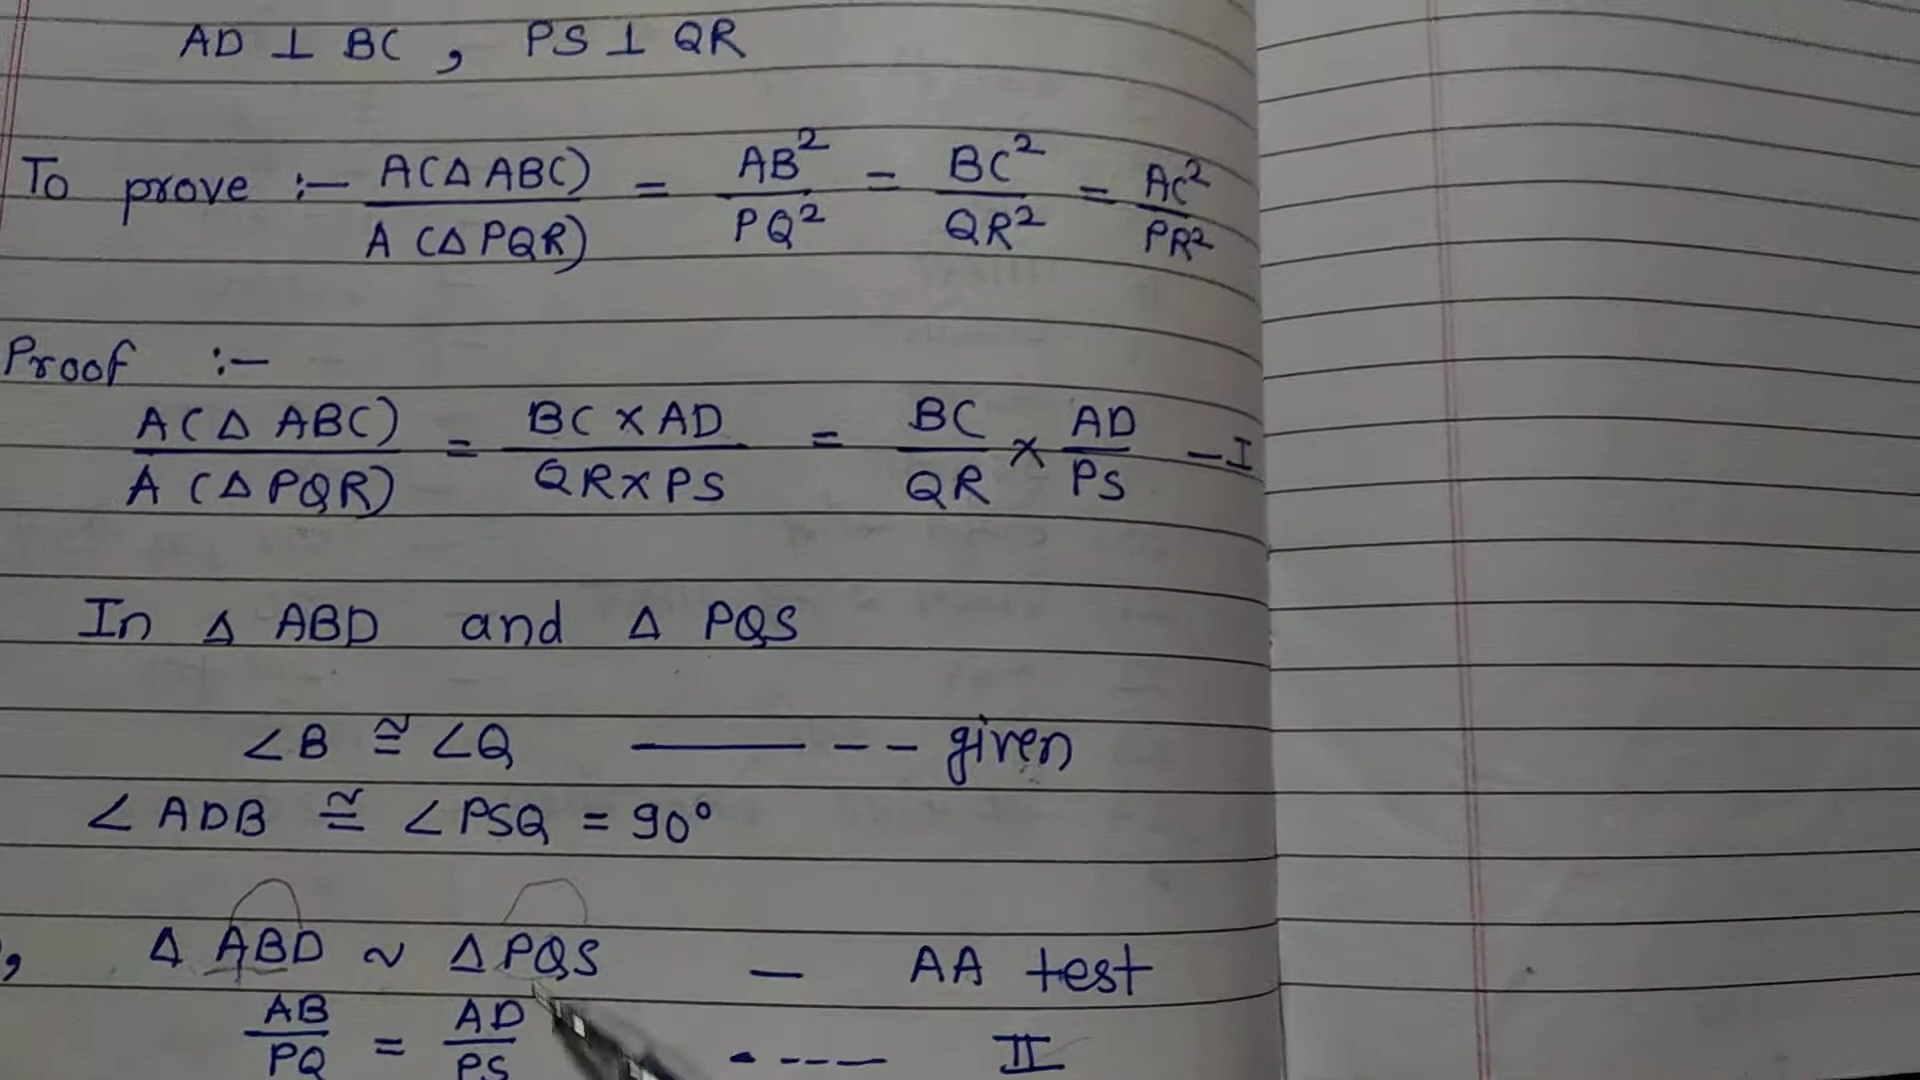 AD ⊥ BC , PS ⊥ QR
To prove :- A(Δ ABC) / A (Δ PQR) = AB² / PQ² = BC² / QR² = AC² / PR²
Proof :-
A(Δ ABC) / A (Δ PQR) = BC × AD / QR × PS = BC / QR × AD / PS - I
In Δ ABD and Δ PQS
∠B ≅ ∠Q ——— -- given
∠ ADB ≅ ∠ PSQ = 90°
, Δ ABD ~ Δ PQS — AA test
AB / PQ = AD / PS ---- II